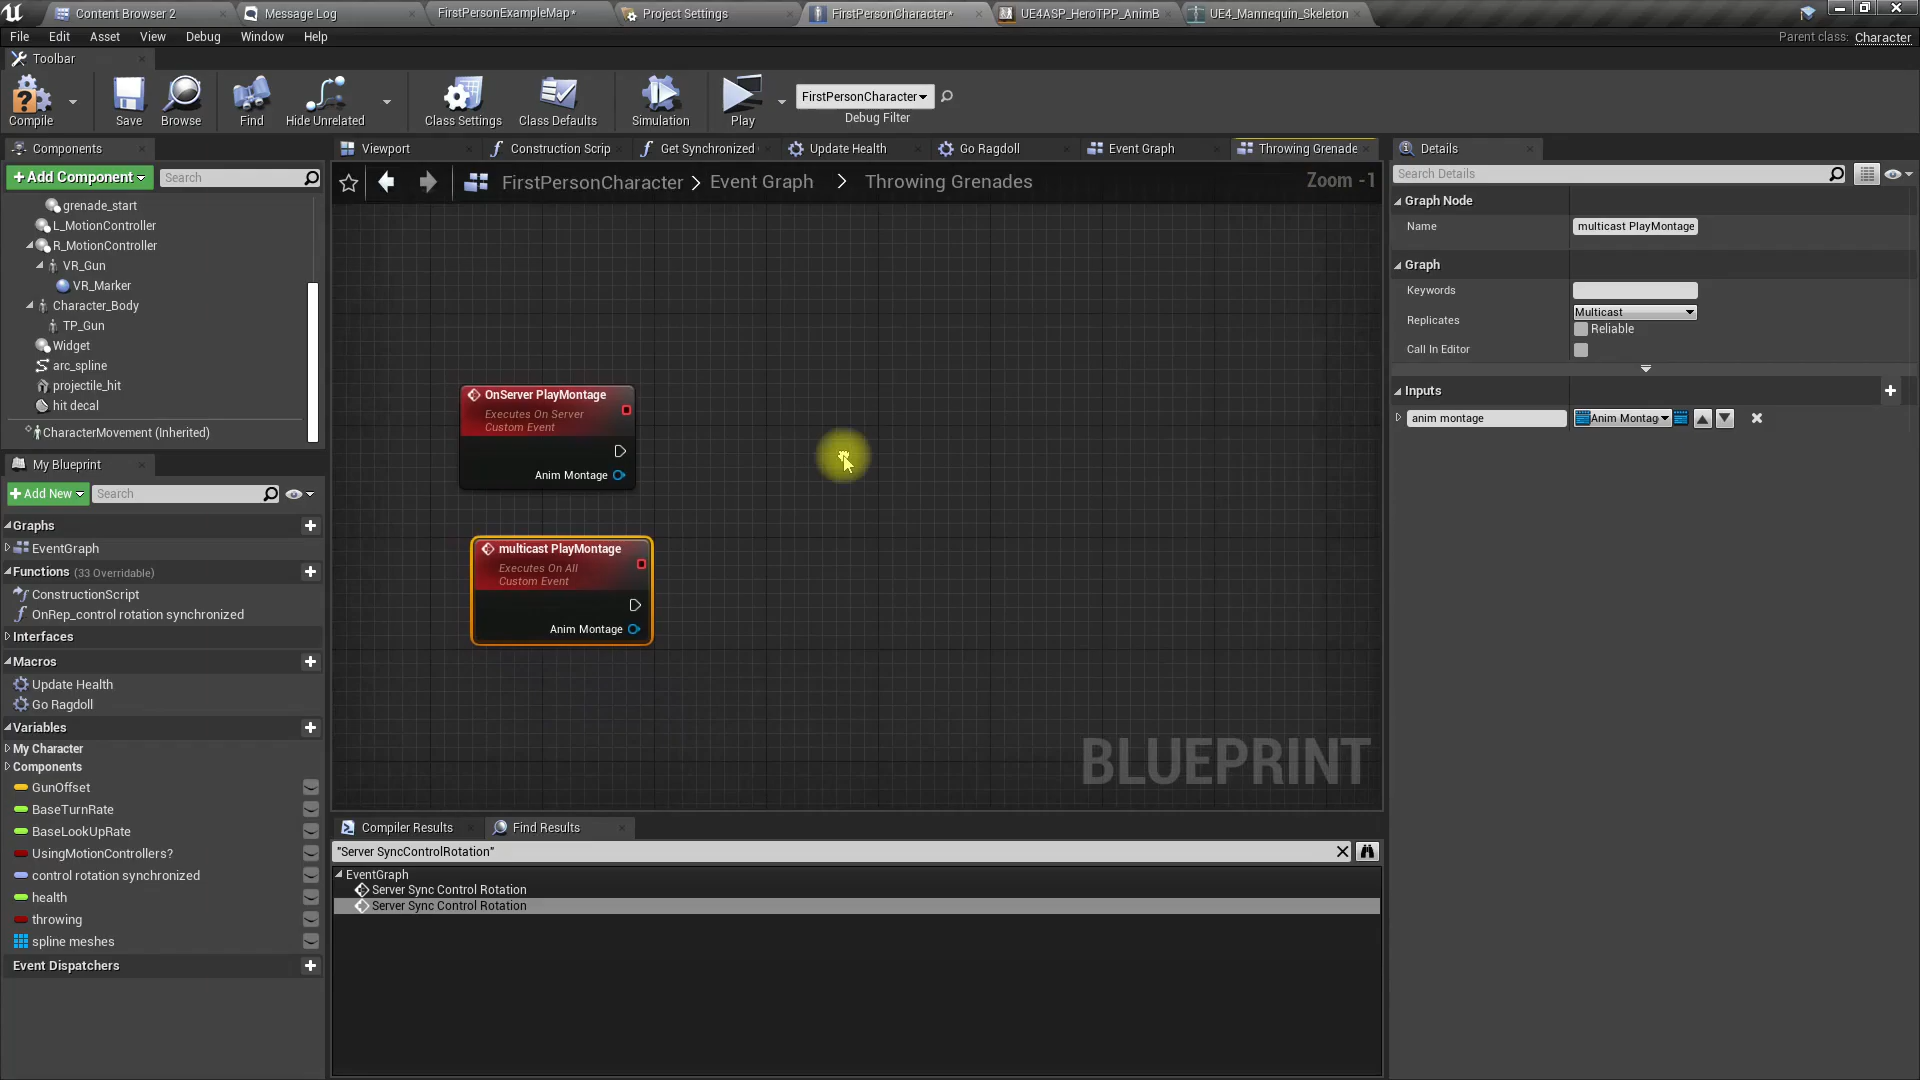 Content Browser 2
Message Log
FirstPersonExampleMap*
Project Settings
FirstPersonCharacter*
UE4ASP_HeroTPP_AnimB
UE4_Mannequin_Skeleton
File
Edit
Asset
View
Debug
Window
Help
Parent class: Character
Toolbar
Compile
Save
Browse
Find
Hide Unrelated
Class Settings
Class Defaults
Simulation
Play
FirstPersonCharacter
Debug Filter
Components
+Add Component
Search
grenade_start
L_MotionController
R_MotionController
VR_Gun
VR_Marker
Character_Body
TP_Gun
Widget
arc_spline
projectile_hit
hit decal
CharacterMovement (Inherited)
My Blueprint
+Add New
Search
Graphs
EventGraph
Functions (33 Overridable)
ConstructionScript
OnRep_control rotation synchronized
Interfaces
Macros
Update Health
Go Ragdoll
Variables
My Character
Components
GunOffset
BaseTurnRate
BaseLookUpRate
UsingMotionControllers?
control rotation synchronized
health
throwing
spline meshes
Event Dispatchers
Viewport
Construction Scrip
Get Synchronized
Update Health
Go Ragdoll
Event Graph
Throwing Grenade
FirstPersonCharacter > Event Graph > Throwing Grenades
Zoom -1
OnServer PlayMontage
Executes On Server
Custom Event
Anim Montage
multicast PlayMontage
Executes On All
Custom Event
Anim Montage
BLUEPRINT
Compiler Results
Find Results
"Server SyncControlRotation"
EventGraph
Server Sync Control Rotation
Server Sync Control Rotation
Details
Search Details
Graph Node
Name
multicast PlayMontage
Graph
Keywords
Replicates
Multicast
Reliable
Call In Editor
Inputs
anim montage
Anim Montag